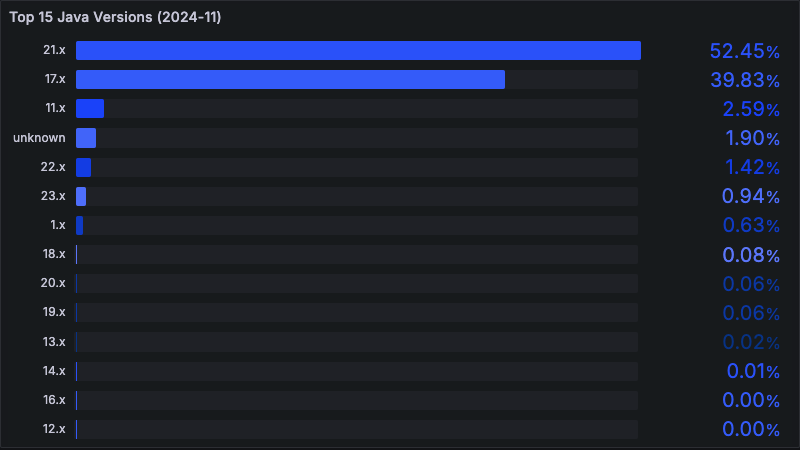 Top 15 Java Versions (2024-11)
21.x 52.45%
17.x 39.83%
11.x 2.59%
unknown 1.90%
22.x 1.42%
23.x 0.94%
1.x 0.63%
18.x 0.08%
20.x 0.06%
19.x 0.06%
13.x 0.02%
14.x 0.01%
16.x 0.00%
12.x 0.00%